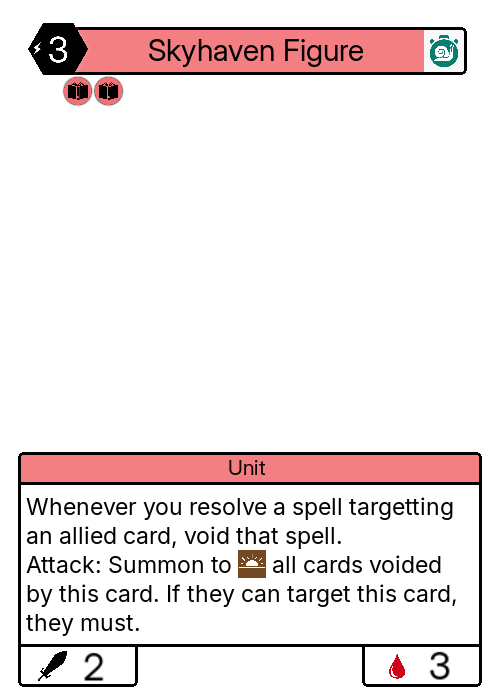 3
Skyhaven Figure
Unit
Whenever you resolve a spell targetting
an allied card, void that spell.
Attack: Summon to all cards voided
by this card. If they can target this card,
they must.
2
3